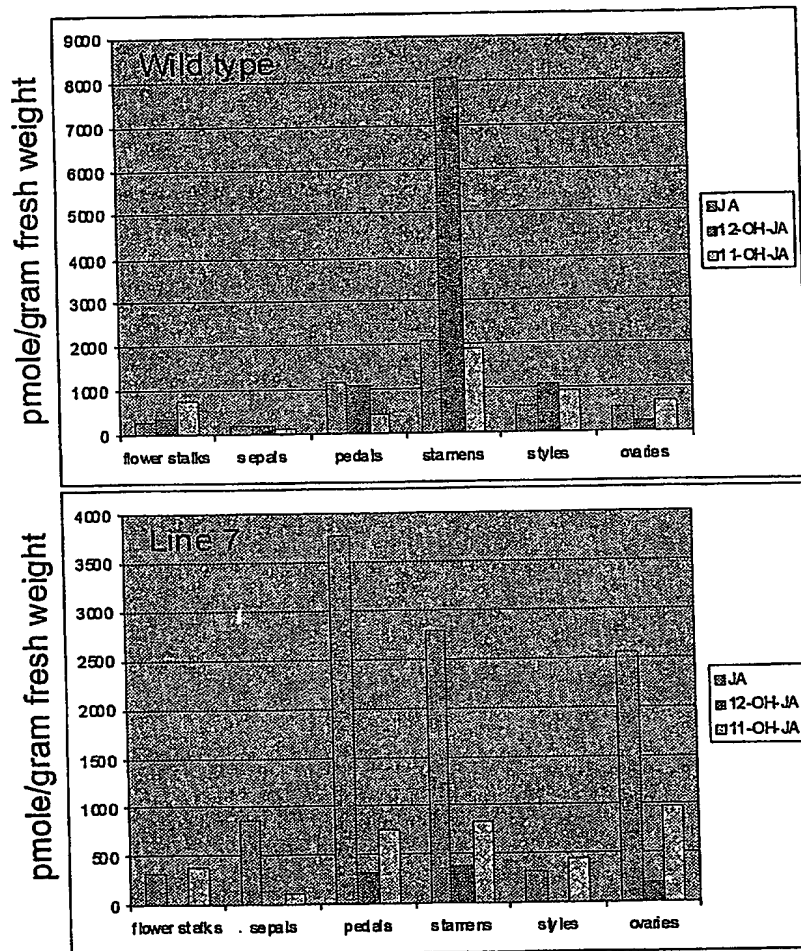 pmole/gram fresh weight
Wild type
9000
8000
7000
6000
5000
4000
3000
2000
1000
0
flower stalks sepals pedals stamens styles ovaries
JA
12-OH-JA
11-OH-JA
pmole/gram fresh weight
Line 7
4000
3500
3000
2500
2000
1500
1000
500
0
flower stalks sepals pedals stamens styles ovaries
JA
12-OH-JA
11-OH-JA